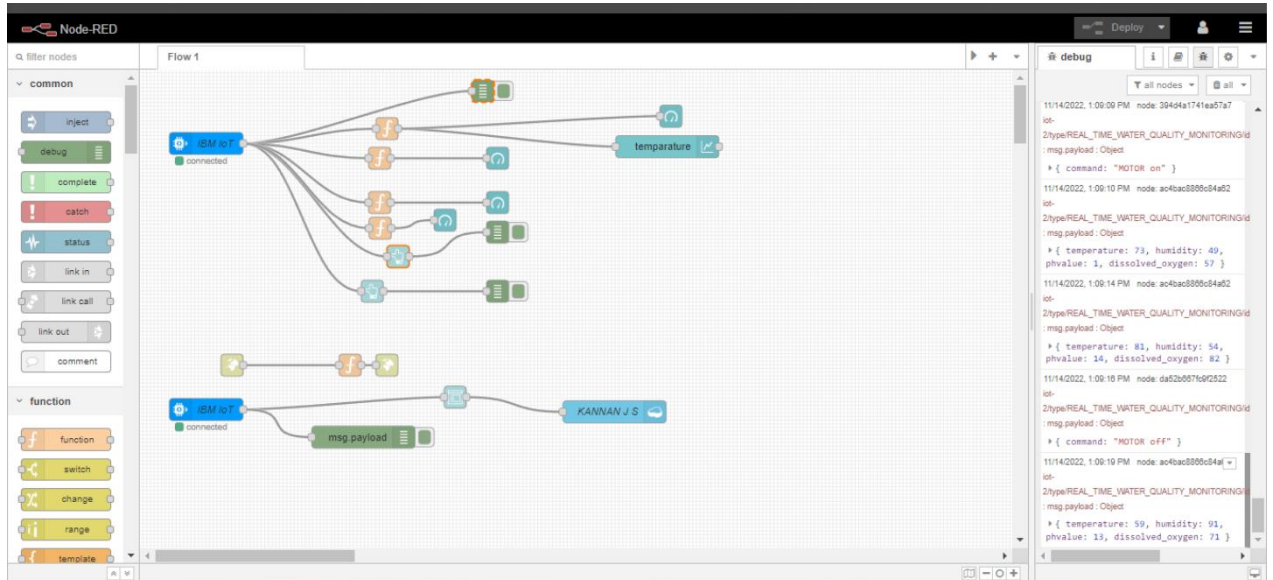 Node-RED
Deploy
filter nodes
Flow 1
debug
i
common
all nodes
all
inject
debug
complete
catch
status
link in
link call
link out
comment
function
function
switch
change
range
template
IBM IoT
connected
f
temparature
f
f
f
f
IBM IoT
connected
msg.payload
KANNAN J S
11/14/2022, 1:09:09 PM node: 394d4a1741ea57a7
iot-
2/type/REAL_TIME_WATER_QUALITY_MONITORING/id
: msg.payload : Object
{ command: "MOTOR on" }
11/14/2022, 1:09:10 PM node: ac4bac8866c84a62
iot-
2/type/REAL_TIME_WATER_QUALITY_MONITORING/id
: msg.payload : Object
{ temperature: 73, humidity: 49,
phvalue: 1, dissolved_oxygen: 57 }
11/14/2022, 1:09:14 PM node: ac4bac8866c84a62
iot-
2/type/REAL_TIME_WATER_QUALITY_MONITORING/id
: msg.payload : Object
{ temperature: 81, humidity: 54,
phvalue: 14, dissolved_oxygen: 82 }
11/14/2022, 1:09:16 PM node: da52b667fc9f2522
iot-
2/type/REAL_TIME_WATER_QUALITY_MONITORING/id
: msg.payload : Object
{ command: "MOTOR off" }
11/14/2022, 1:09:19 PM node: ac4bac8866c84a
iot-
2/type/REAL_TIME_WATER_QUALITY_MONITORING/id
: msg.payload : Object
{ temperature: 59, humidity: 91,
phvalue: 13, dissolved_oxygen: 71 }